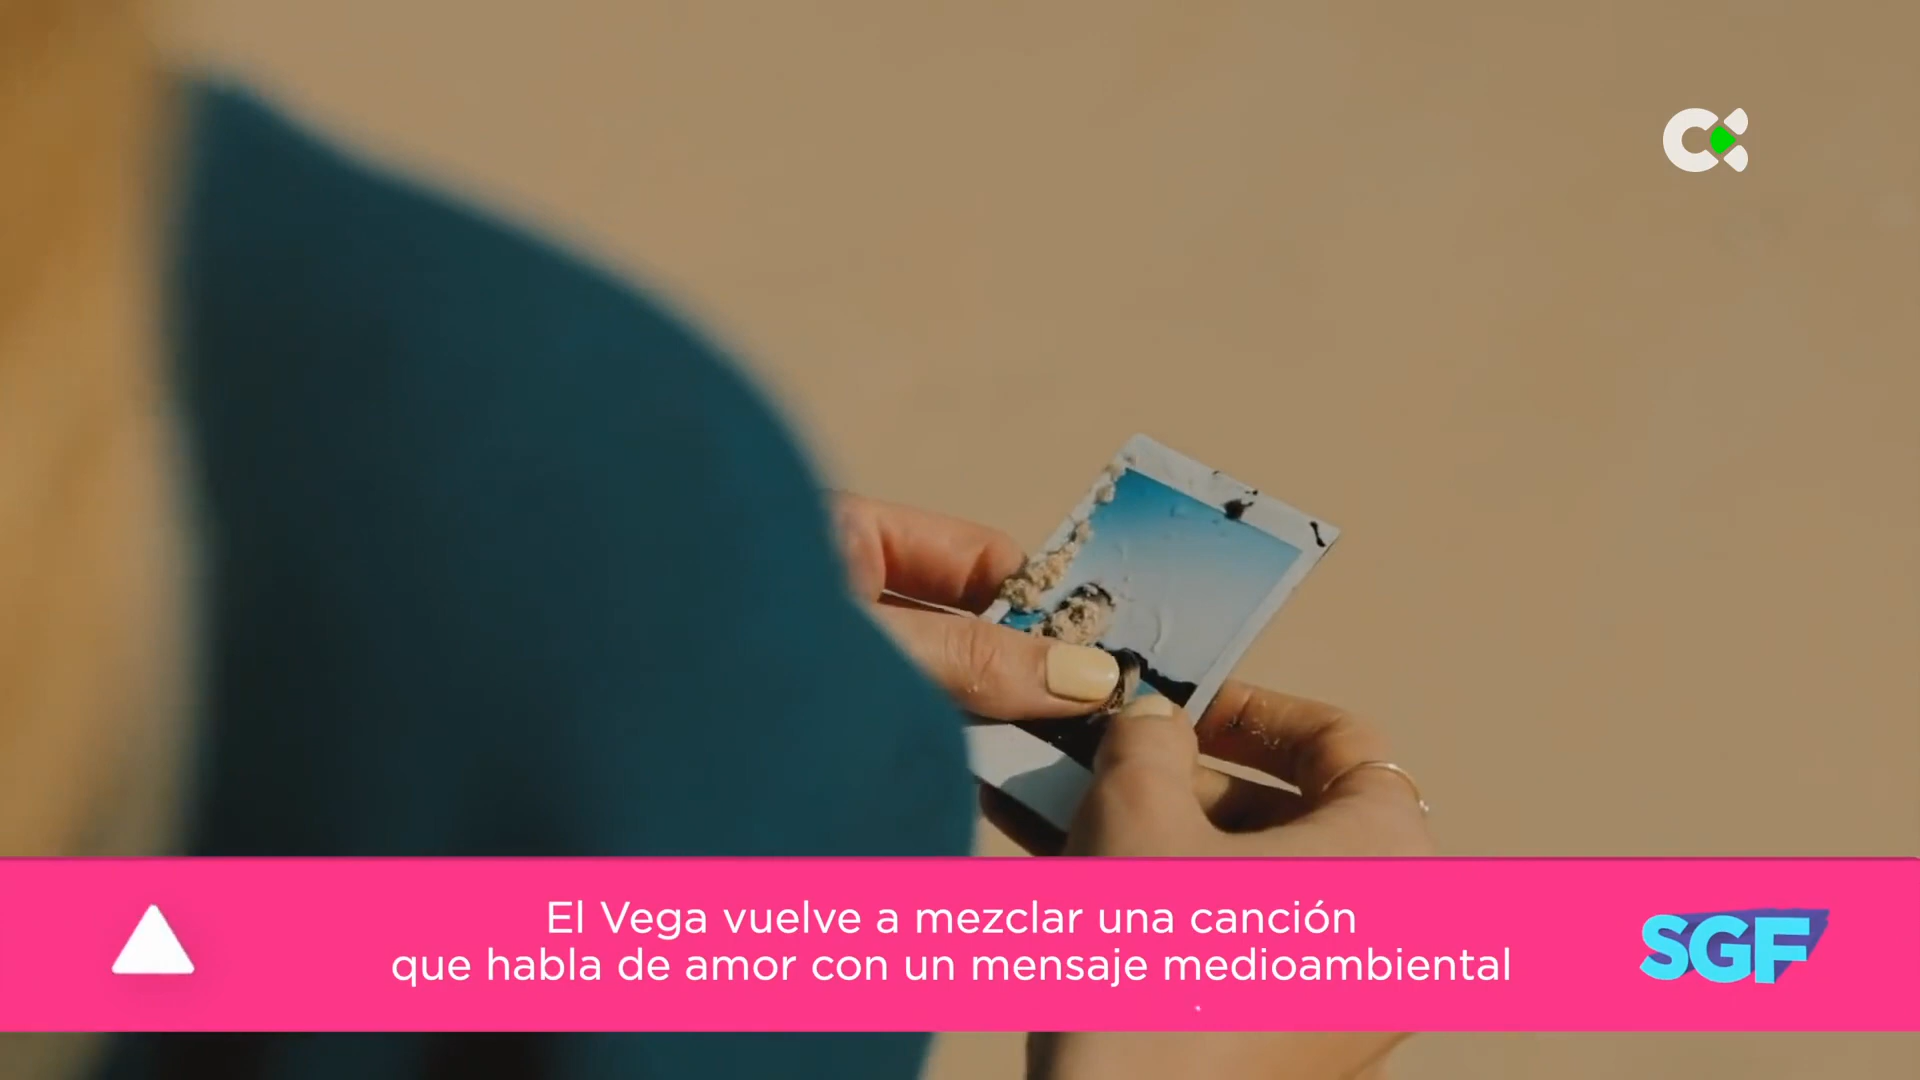 El Vega vuelve a mezclar una canción
que habla de amor con un mensaje medioambiental
SGF